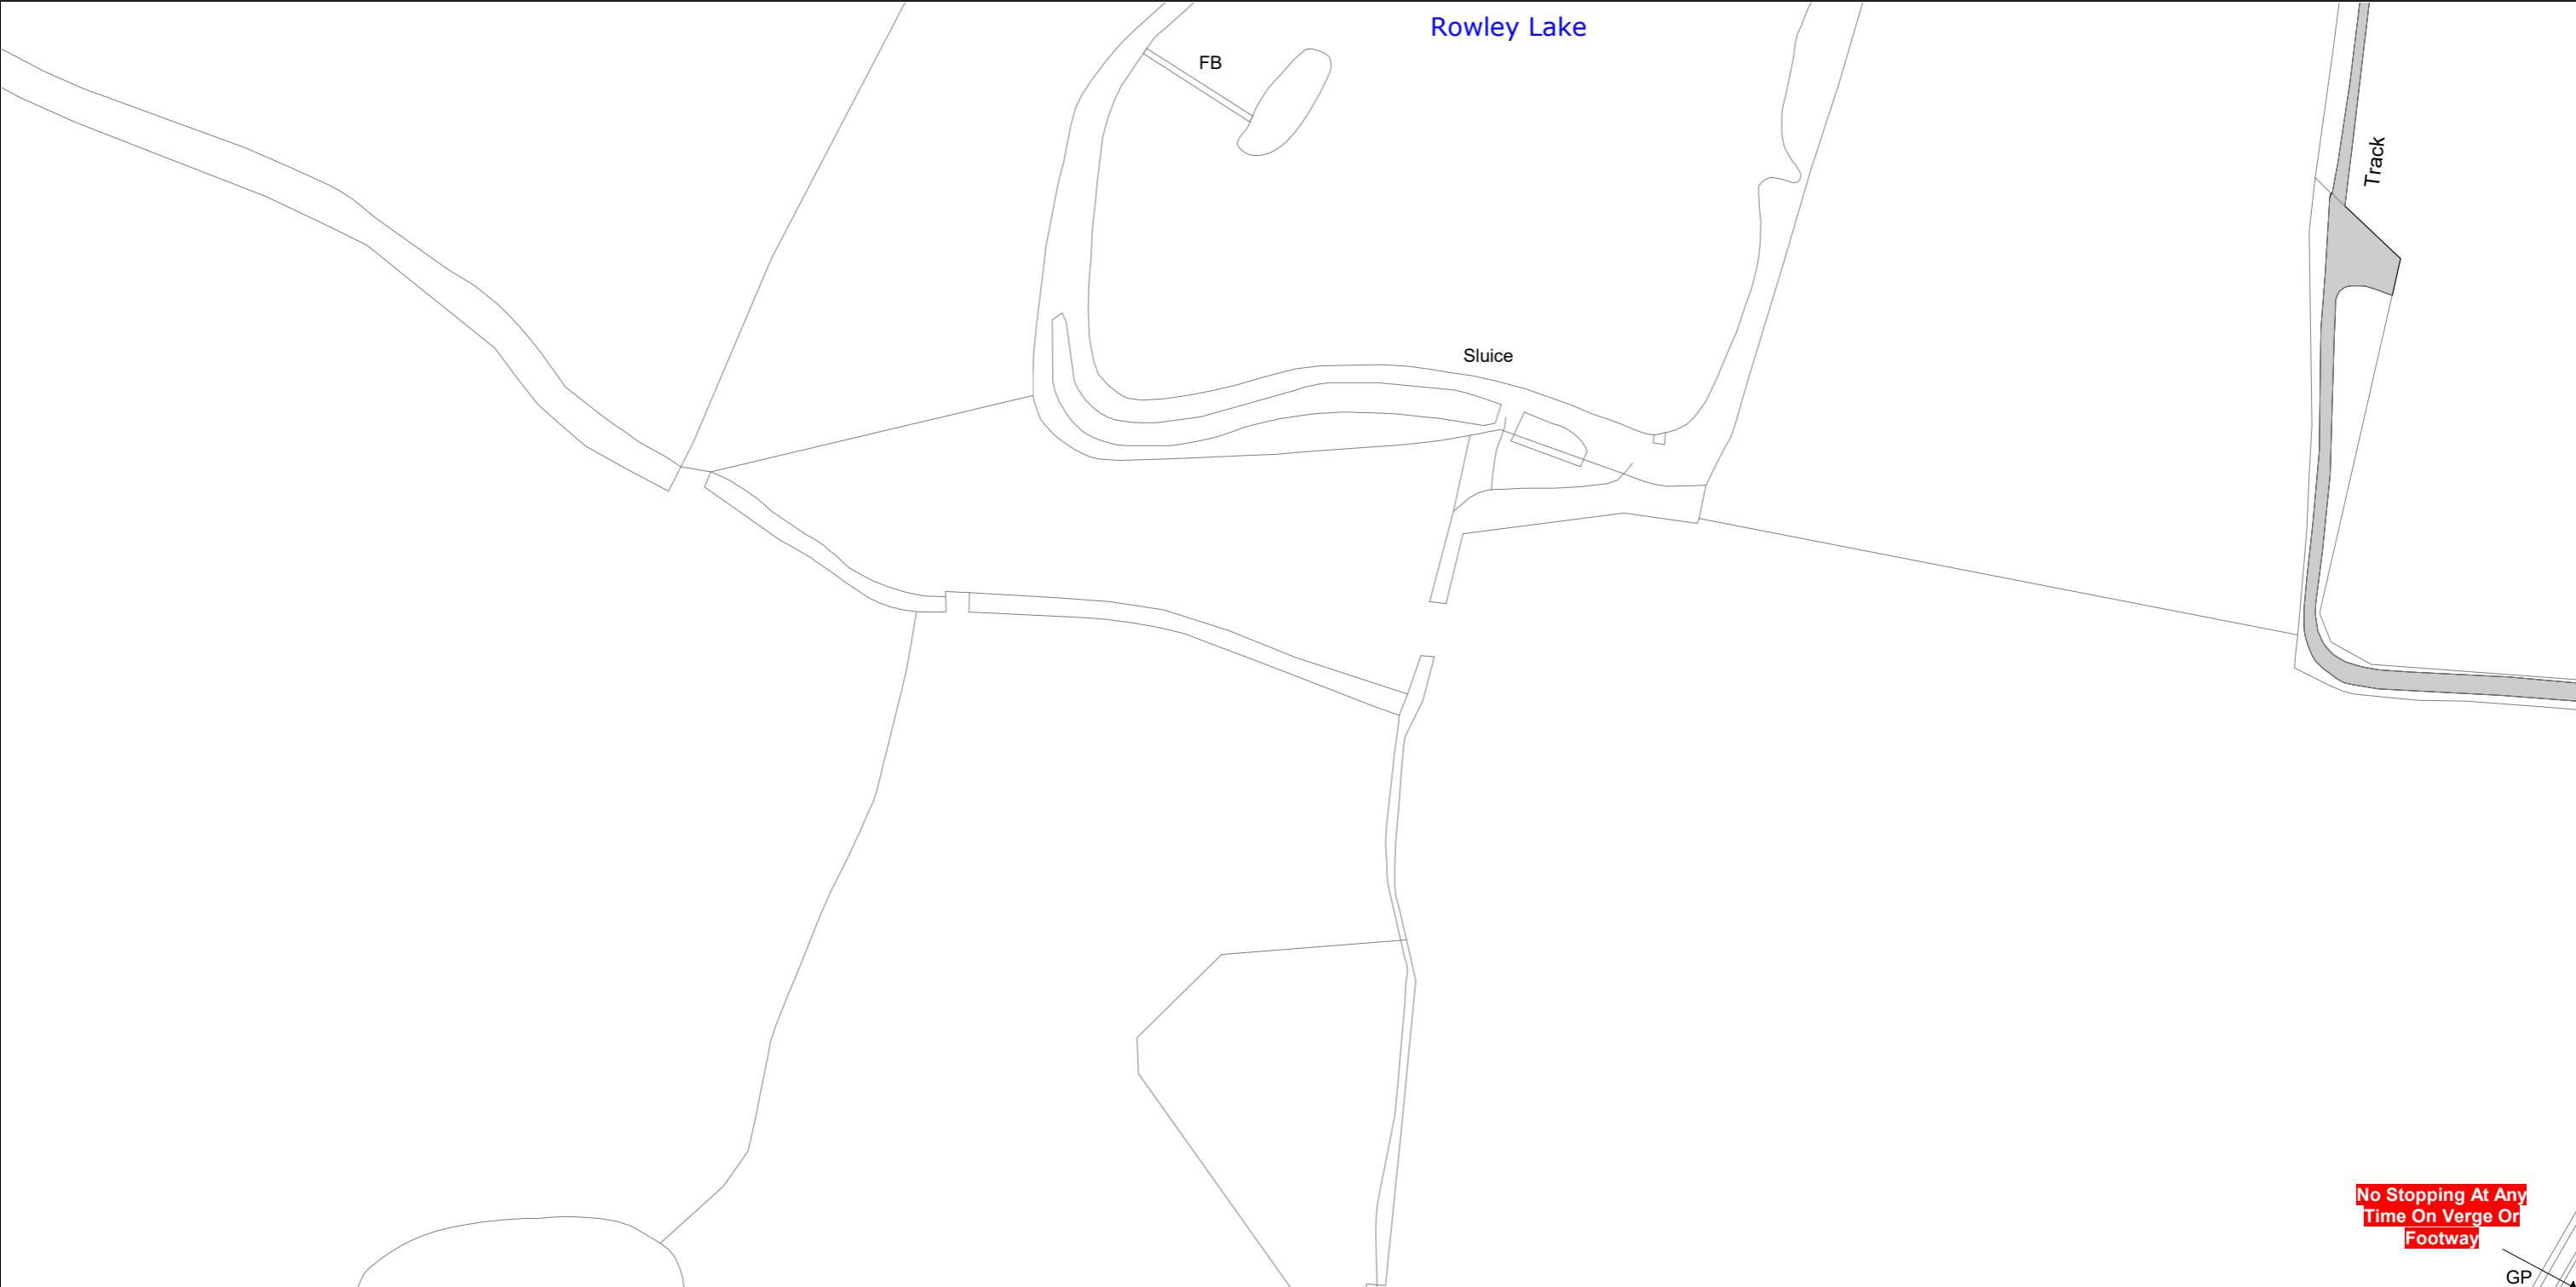 Rowley Lake
FB
Track
Sluice
No Stopping At Any
Time On Verge Or
Footway
GP